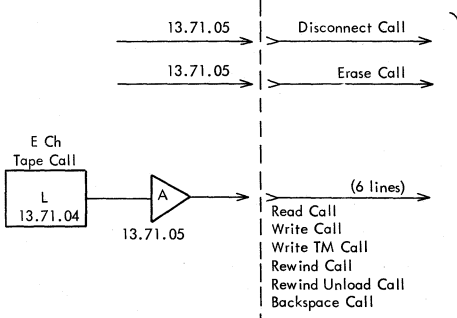 13.71.05 Disconnect Call
13.71.05 Erase Call
E Ch
Tape Call
L
13.71.04
A
13.71.05
(6 lines)
Read Call
Write Call
Write TM Call
Rewind Call
Rewind Unload Call
Backspace Call